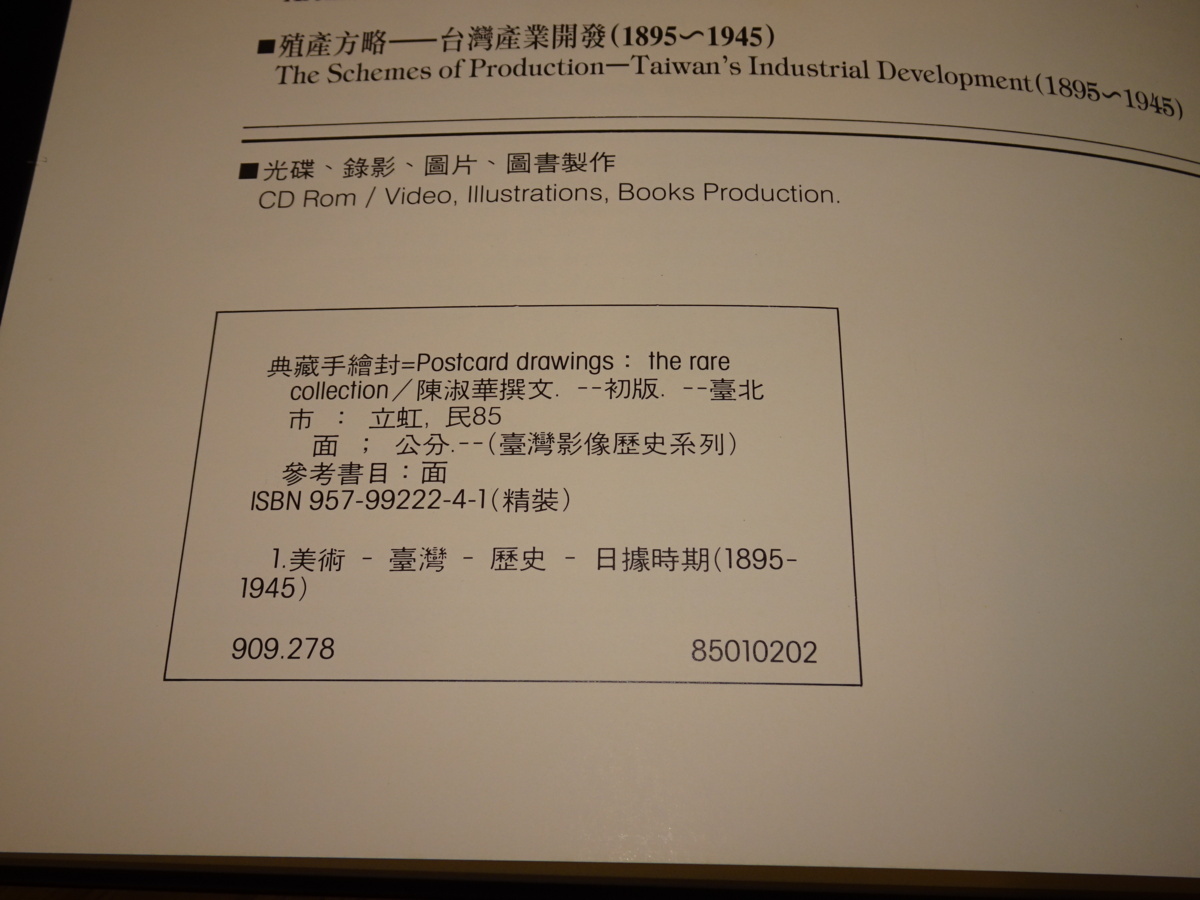 ■殖產方略——台灣產業開發(1895~1945)
The Schemes of Production—Taiwan's Industrial Development(1895~1945)
■光碟、錄影、圖片、圖書製作
CD Rom / Video, Illustrations, Books Production.
典藏手繪封=Postcard drawings : the rare
collection/陳淑華撰文. --初版. --臺北
市 : 立虹, 民85
面 ; 公分.--(臺灣影像歷史系列)
參考書目:面
ISBN 957-99222-4-1(精裝)
1.美術 - 臺灣 - 歷史 - 日據時期(1895-
1945)
909.278 85010202